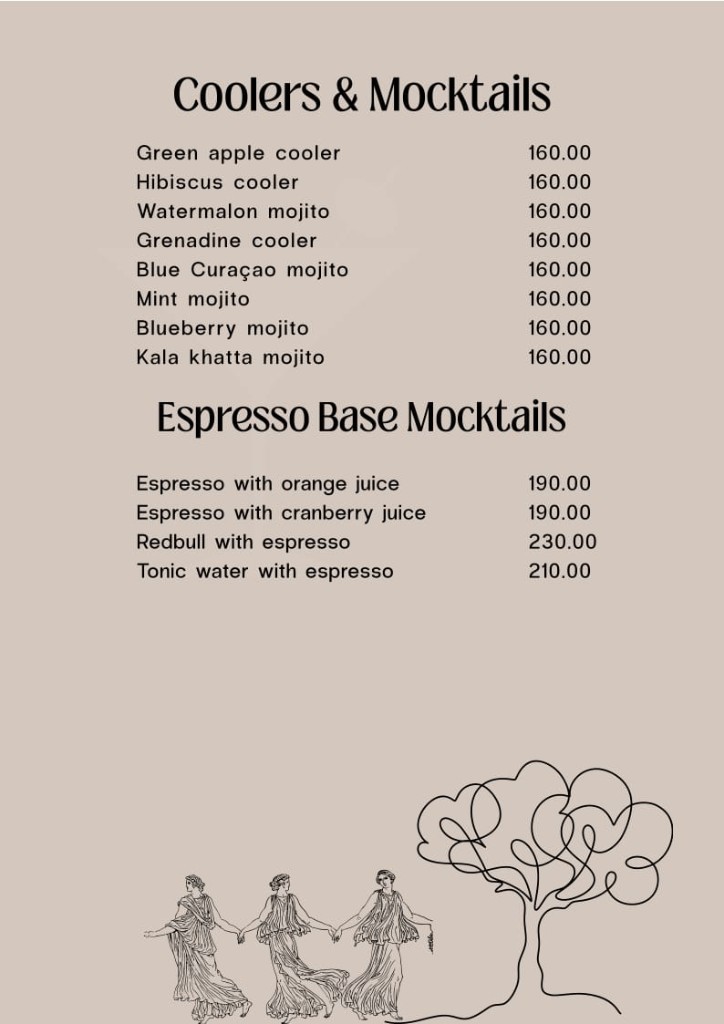 Coolers & Mocktails
Green apple cooler 160.00
Hibiscus cooler 160.00
Watermalon mojito 160.00
Grenadine cooler 160.00
Blue Curaçao mojito 160.00
Mint mojito 160.00
Blueberry mojito 160.00
Kala khatta mojito 160.00
Espresso Base Mocktails
Espresso with orange juice 190.00
Espresso with cranberry juice 190.00
Redbull with espresso 230.00
Tonic water with espresso 210.00